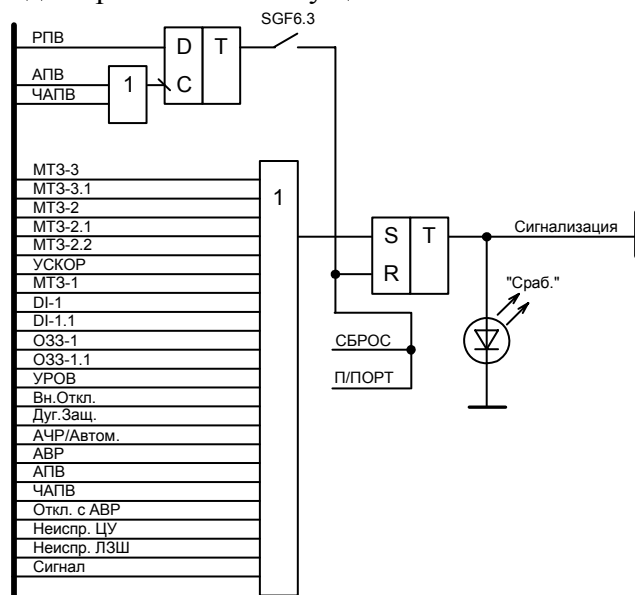 SGF6.3
РПВ
D T
АПВ
1 C
ЧАПВ
МТЗ-3
1
МТЗ-3.1
МТЗ-2
МТЗ-2.1
МТЗ-2.2
S T
Сигнализация
УСКОР
R
МТЗ-1
"Сраб."
DI-1
DI-1.1
ОЗЗ-1
СБРОС
ОЗЗ-1.1
УРОВ
П/ПОРТ
Вн.Откл.
Дуг.Защ.
АЧР/Автом.
АВР
АПВ
ЧАПВ
Откл. с АВР
Неиспр. ЦУ
Неиспр. ЛЗШ
Сигнал